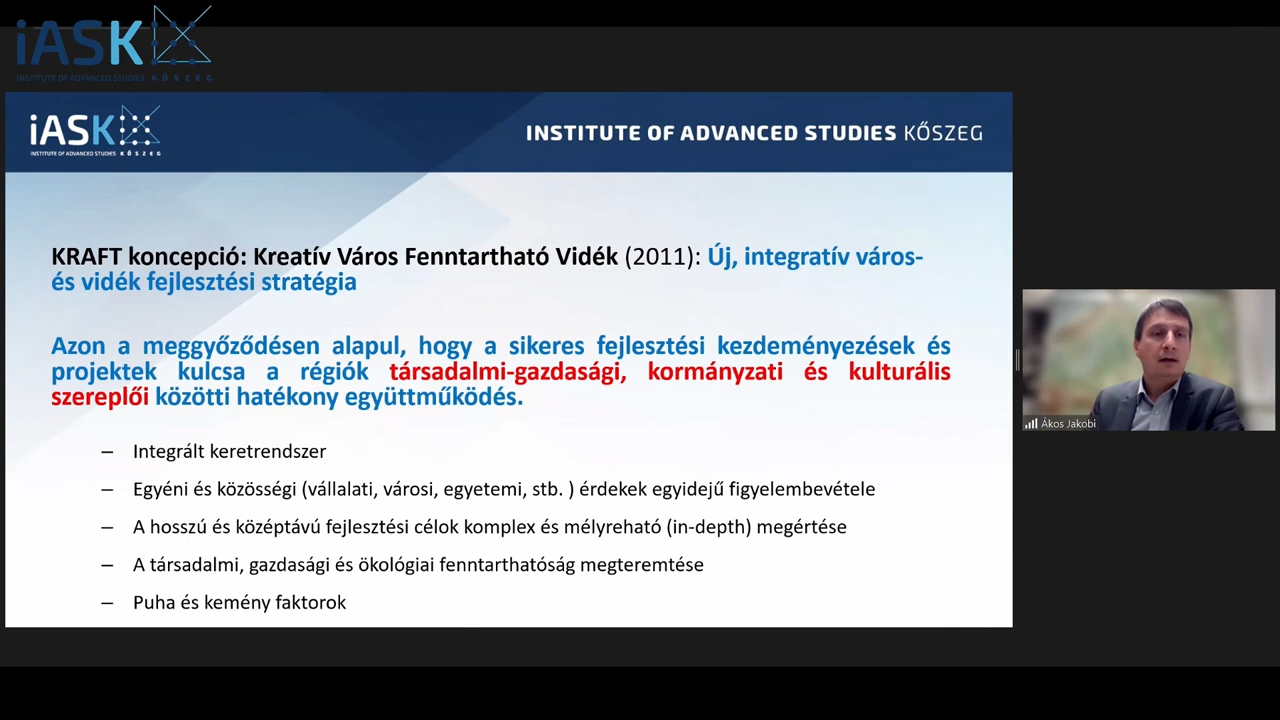 iASK
INSTITUTE OF ADVANCED STUDIES KŐSZEG
iASK
INSTITUTE OF ADVANCED STUDIES KŐSZEG
INSTITUTE OF ADVANCED STUDIES KŐSZEG
KRAFT koncepció: Kreatív Város Fenntartható Vidék (2011): Új, integratív város-
és vidék fejlesztési stratégia
Azon a meggyőződésen alapul, hogy a sikeres fejlesztési kezdeményezések és
projektek kulcsa a régiók társadalmi-gazdasági, kormányzati és kulturális
szereplői közötti hatékony együttműködés.
– Integrált keretrendszer
– Egyéni és közösségi (vállalati, városi, egyetemi, stb. ) érdekek egyidejű figyelembevétele
– A hosszú és középtávú fejlesztési célok komplex és mélyreható (in-depth) megértése
– A társadalmi, gazdasági és ökológiai fenntarthatóság megteremtése
– Puha és kemény faktorok
Ákos Jakobi